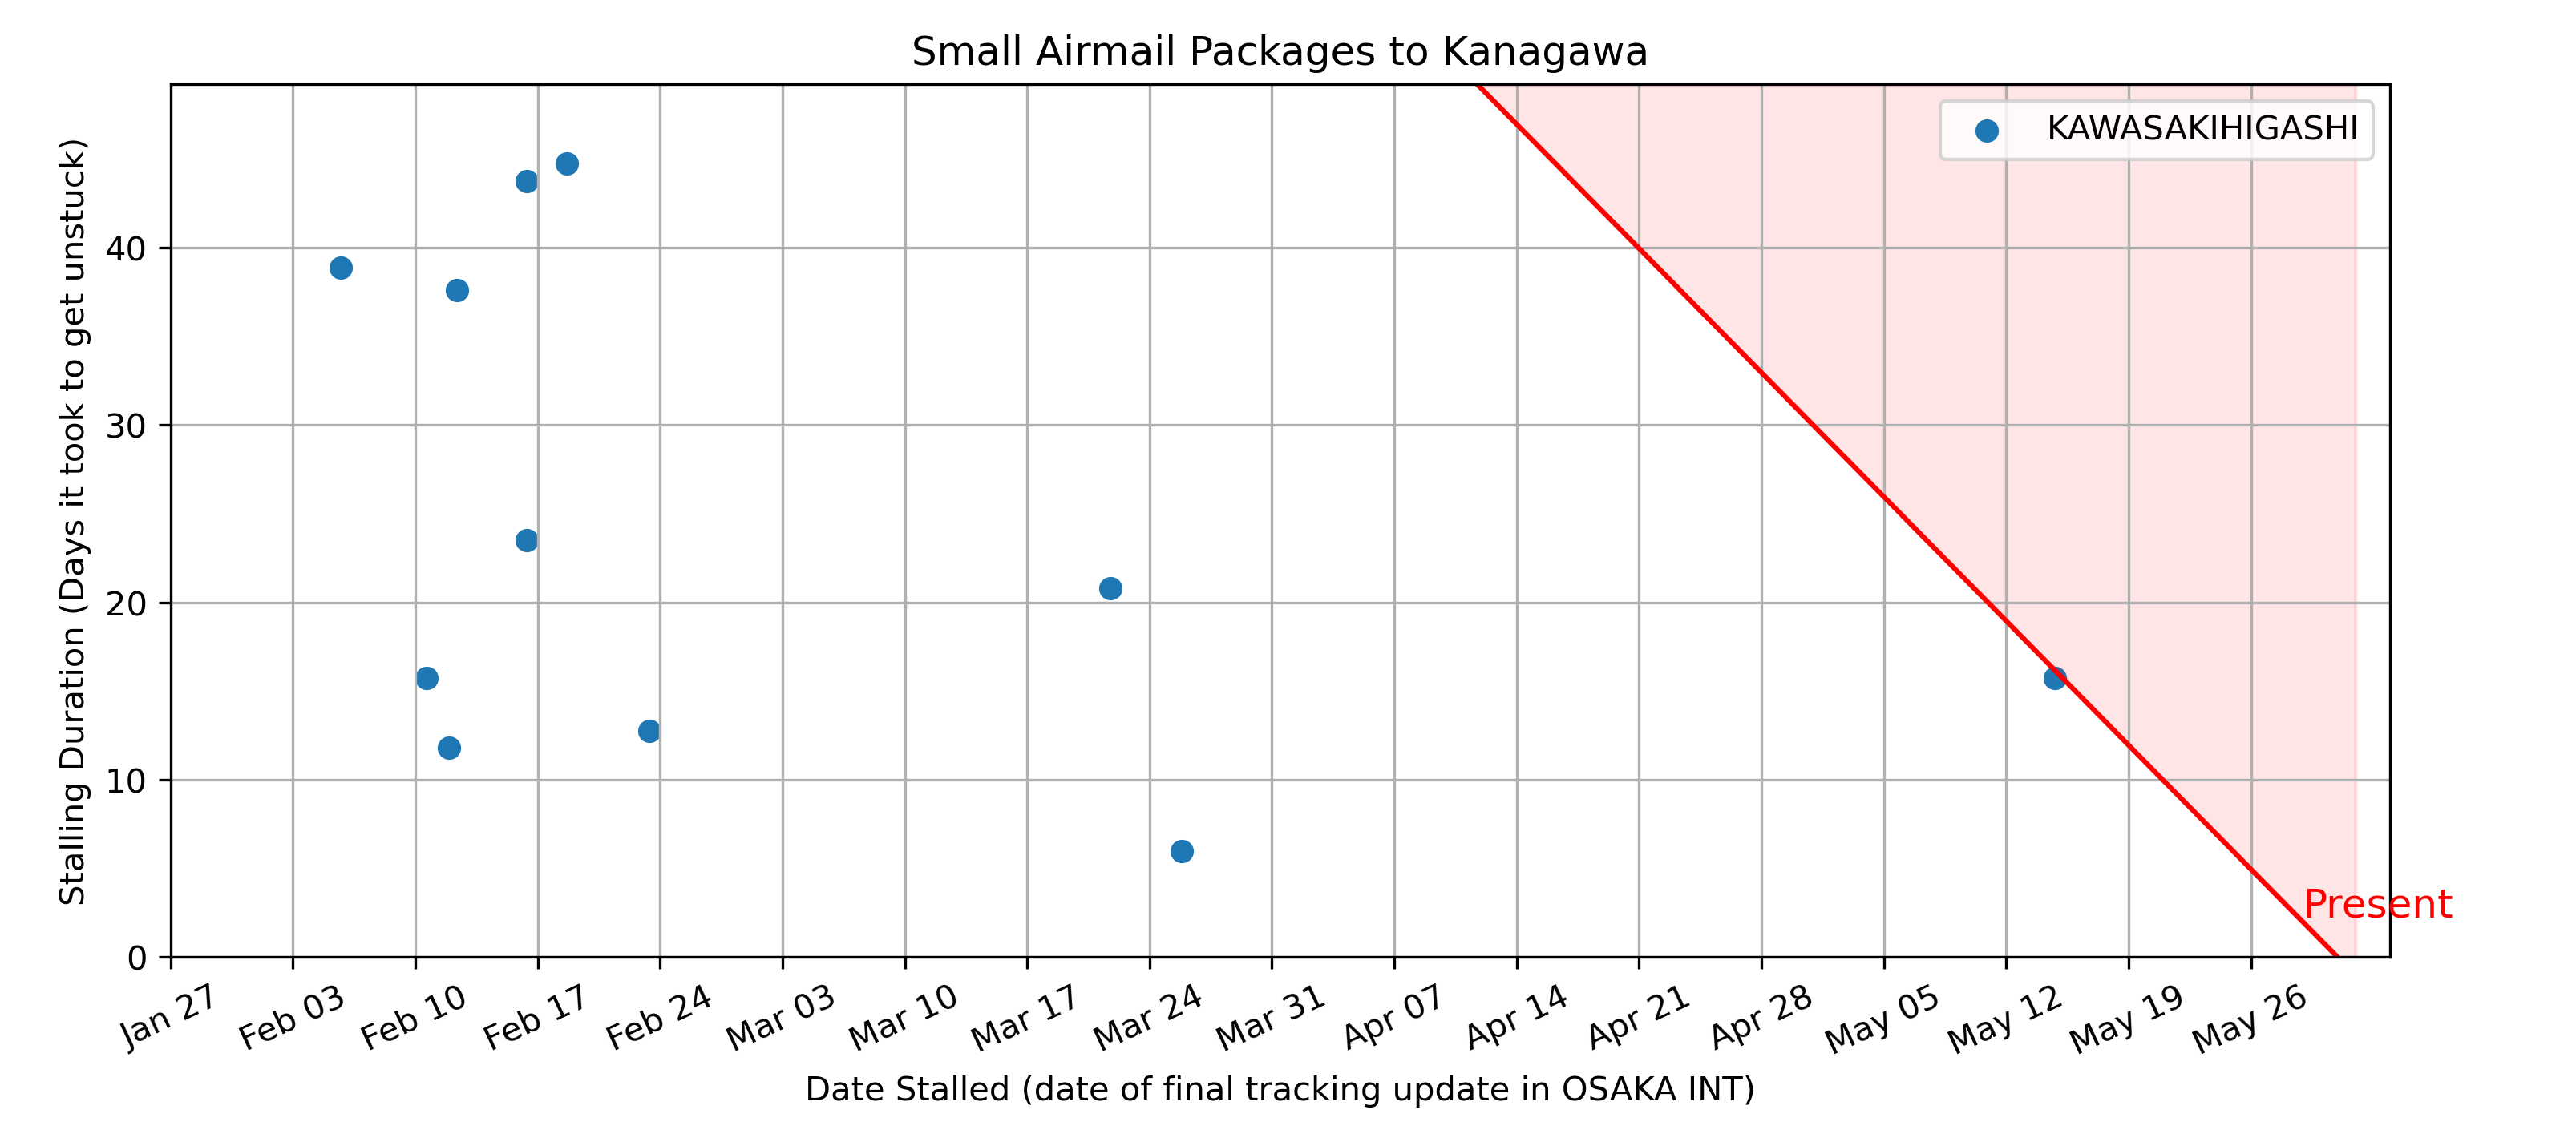 Small Airmail Packages to Kanagawa
KAWASAKIHIGASHI
Stalling Duration (Days it took to get unstuck)
40
30
20
10
0
Present
Jan 27
Feb 03
Feb 10
Feb 17
Feb 24
Mar 03
Mar 10
Mar 17
Mar 24
Mar 31
Apr 07
Apr 14
Apr 21
Apr 28
May 05
May 12
May 19
May 26
Date Stalled (date of final tracking update in OSAKA INT)